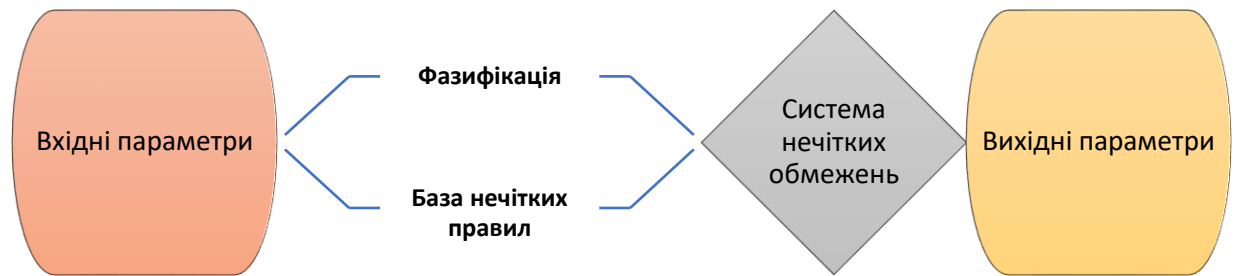 Вхідні параметри
Фазифікація
База нечітких
правил
Система
нечітких
обмежень
Вихідні параметри